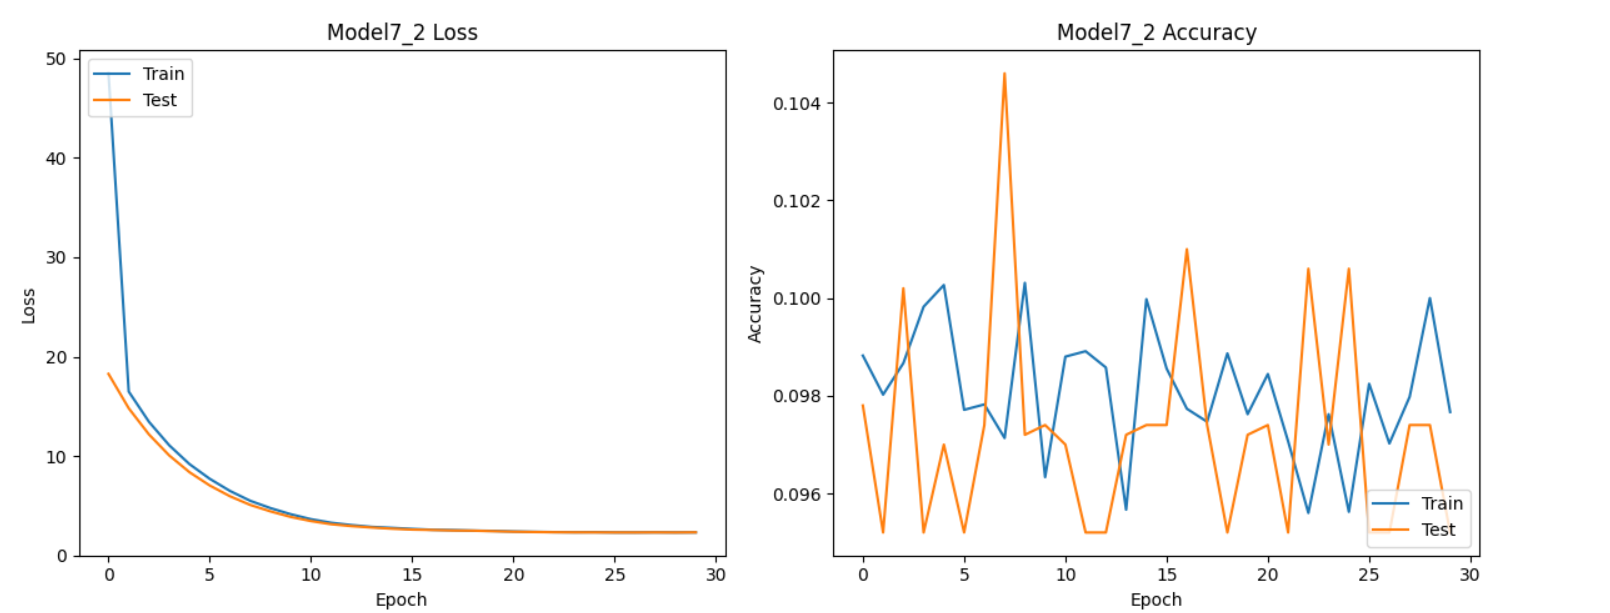 Model7_2 Loss
50
40
30
20
10
0
Loss
Train
Test
0 5 10 15 20 25 30
Epoch
Model7_2 Accuracy
0.104
0.102
0.100
0.098
0.096
Accuracy
Train
Test
0 5 10 15 20 25 30
Epoch